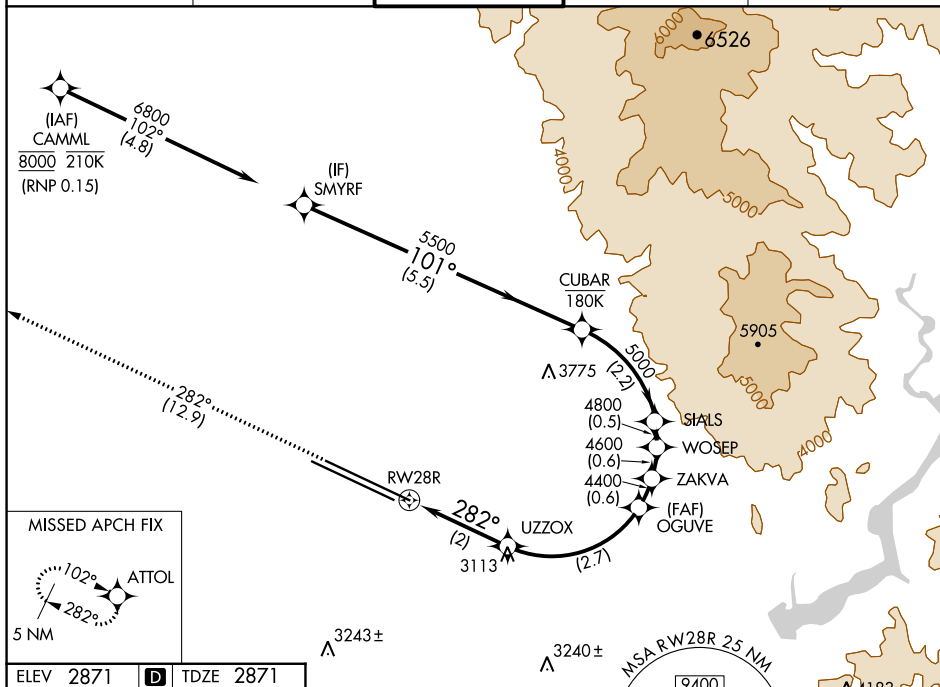 6000
6526
(IAF)
CAMML
8000 210K
(RNP 0.15)
6800
102°
(4.8)
(IF)
SMYRF
4000
5000
5500
101°
(5.5)
CUBAR
180K
5905
5000
3775
5000
(2.2)
4000
282°
(12.9)
4800
(0.5)
SIALS
4600
(0.6)
WOSEP
4400
(0.6)
ZAKVA
(FAF)
OGUVE
RW28R
282°
(2)
UZZOX
3113
(2.7)
MISSED APCH FIX
102°
ATTOL
282°
5 NM
3243±
3240±
MSA RW28R 25 NM
9400
ELEV 2871 D TDZE 2871